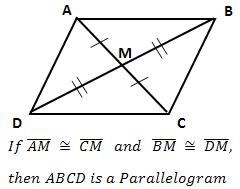 A B
M
D C
If AM ≅ CM and BM ≅ DM,
then ABCD is a Parallelogram